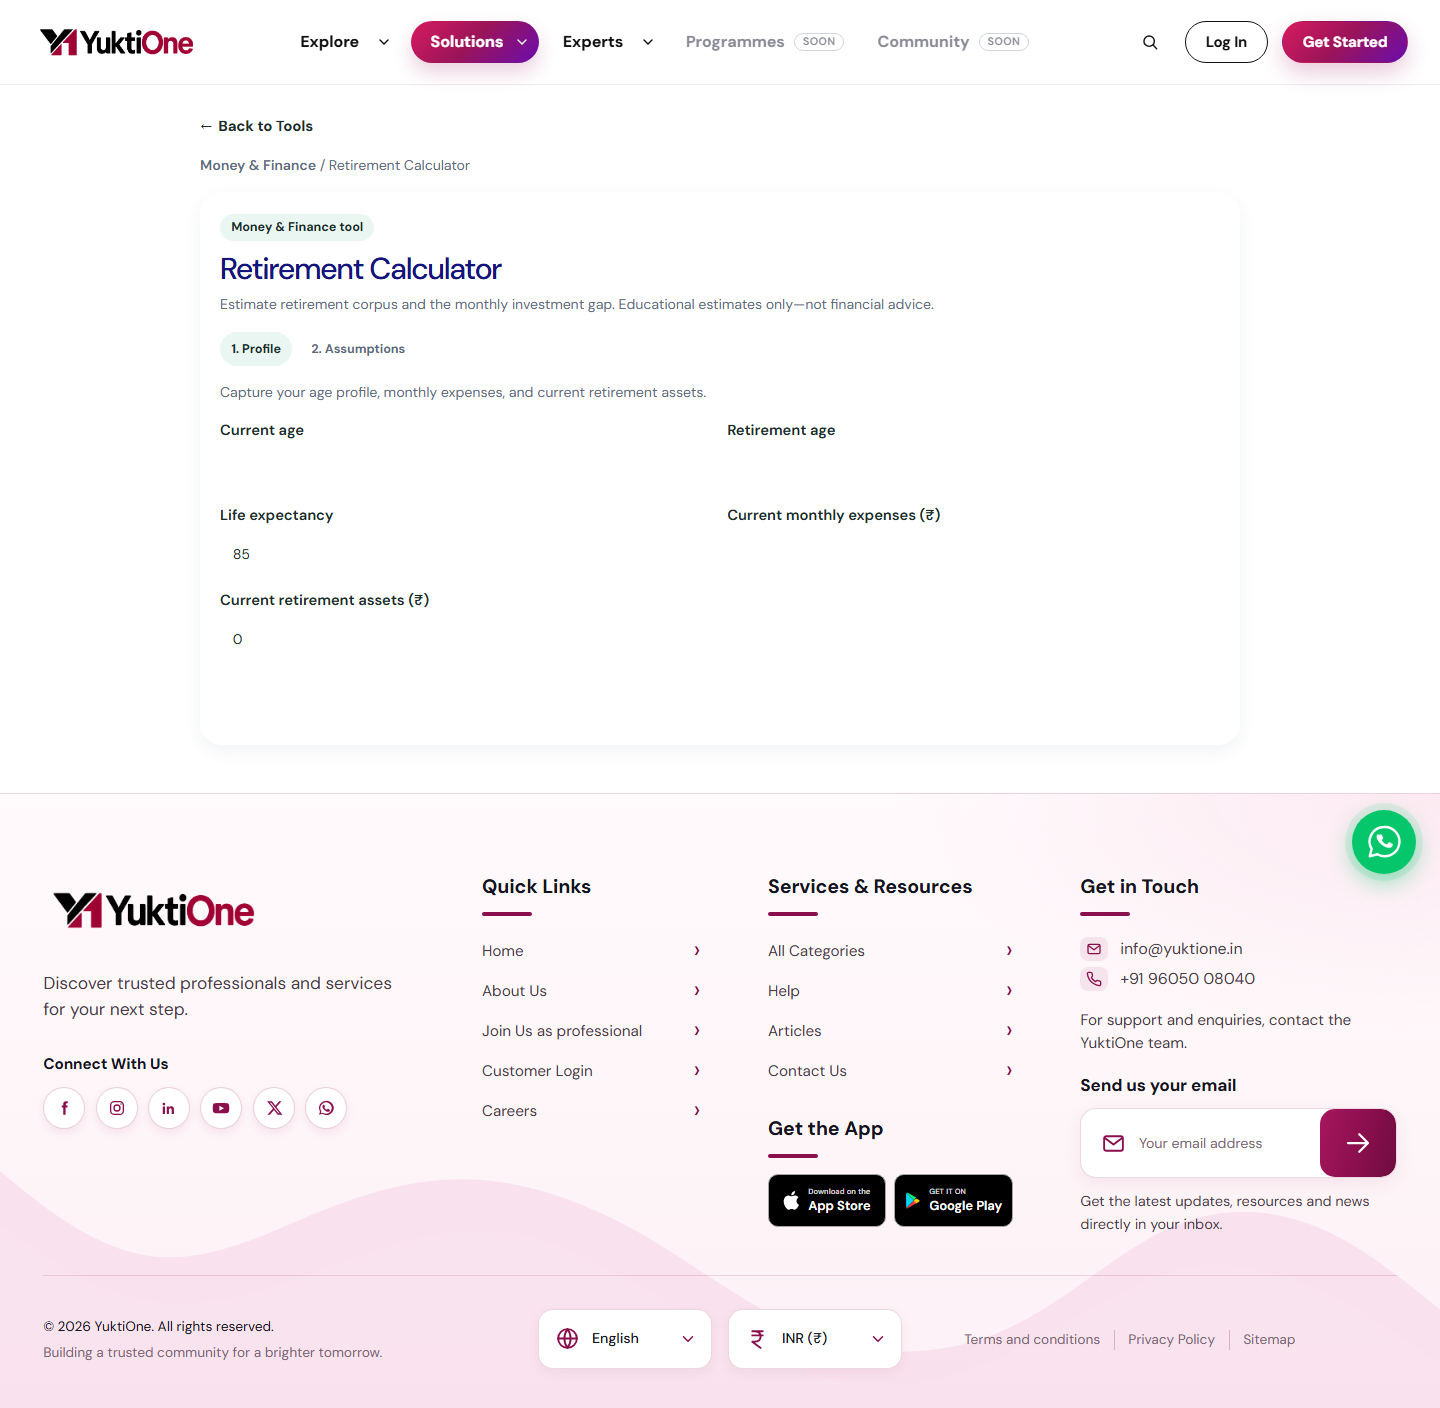 YuktiOne
Explore
Solutions
Experts
Programmes SOON
Community SOON
Log In
Get Started
← Back to Tools
Money & Finance / Retirement Calculator
Money & Finance tool
Retirement Calculator
Estimate retirement corpus and the monthly investment gap. Educational estimates only—not financial advice.
1. Profile
2. Assumptions
Capture your age profile, monthly expenses, and current retirement assets.
Current age
Retirement age
Life expectancy
Current monthly expenses (₹)
85
Current retirement assets (₹)
0
YuktiOne
Discover trusted professionals and services
for your next step.
Connect With Us
Quick Links
Home
About Us
Join Us as professional
Customer Login
Careers
Services & Resources
All Categories
Help
Articles
Contact Us
Get the App
Download on the
App Store
GET IT ON
Google Play
Get in Touch
info@yuktione.in
+91 96050 08040
For support and enquiries, contact the
YuktiOne team.
Send us your email
Your email address
Get the latest updates, resources and news
directly in your inbox.
© 2026 YuktiOne. All rights reserved.
Building a trusted community for a brighter tomorrow.
English
₹ INR (₹)
Terms and conditions
Privacy Policy
Sitemap